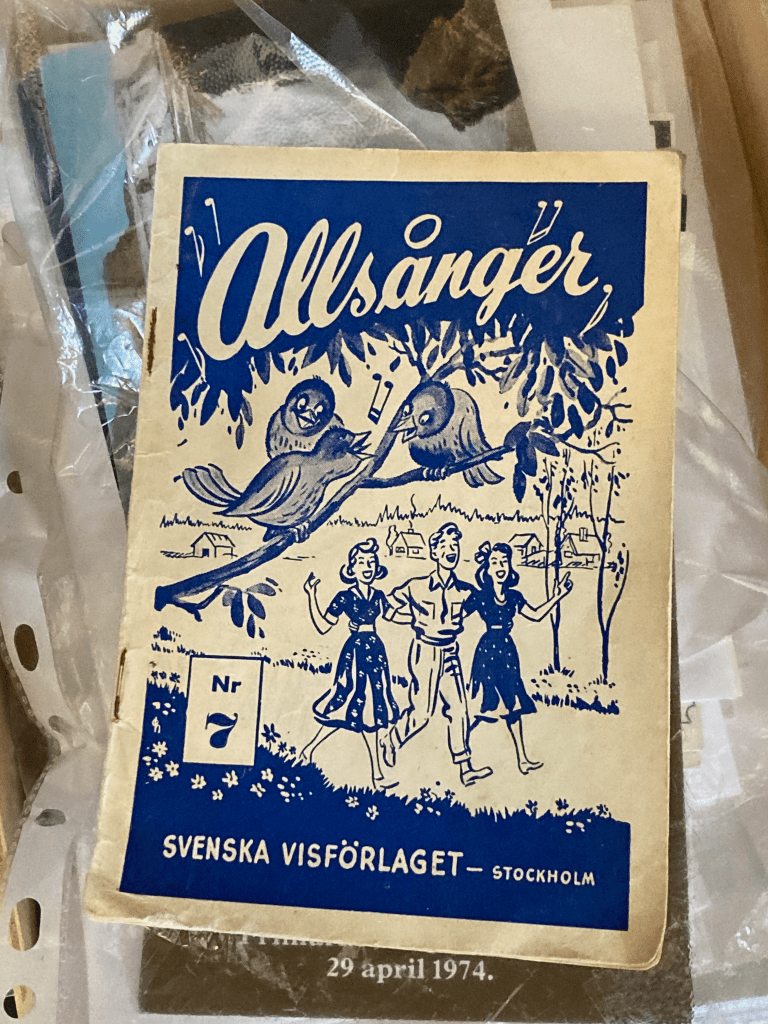 Allsånger
Nr
7
SVENSKA VISFÖRLAGET – STOCKHOLM
29 april 1974.